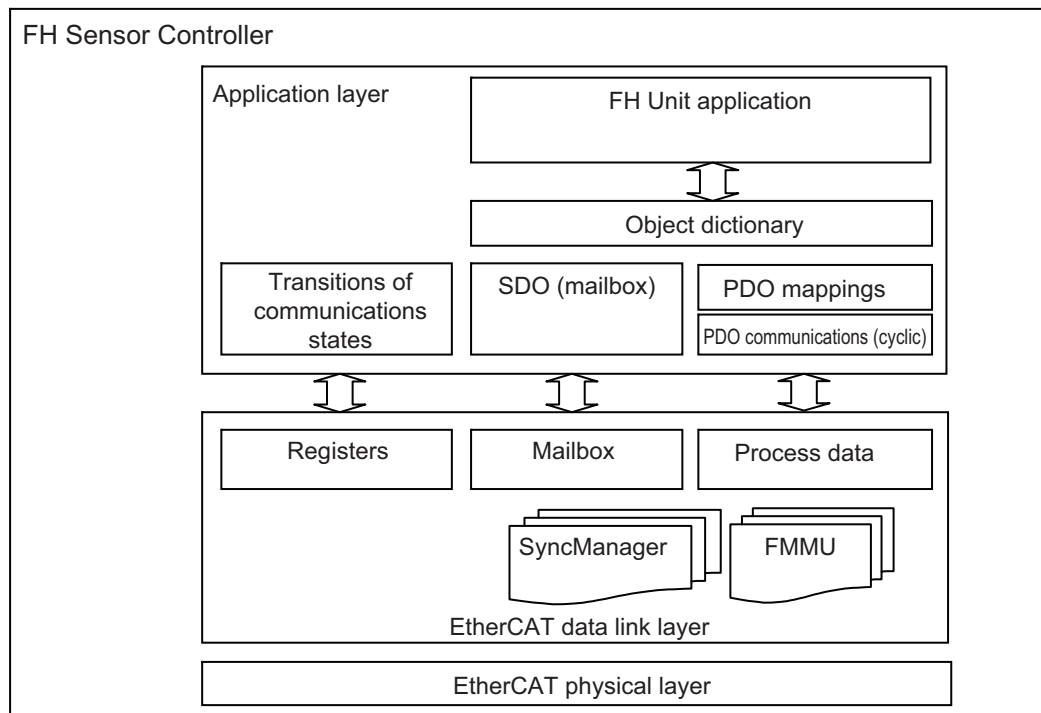 FH Sensor Controller
Application layer
FH Unit application
Object dictionary
Transitions of
communications
states
SDO (mailbox)
PDO mappings
PDO communications (cyclic)
Registers
Mailbox
Process data
SyncManager
FMMU
EtherCAT data link layer
EtherCAT physical layer